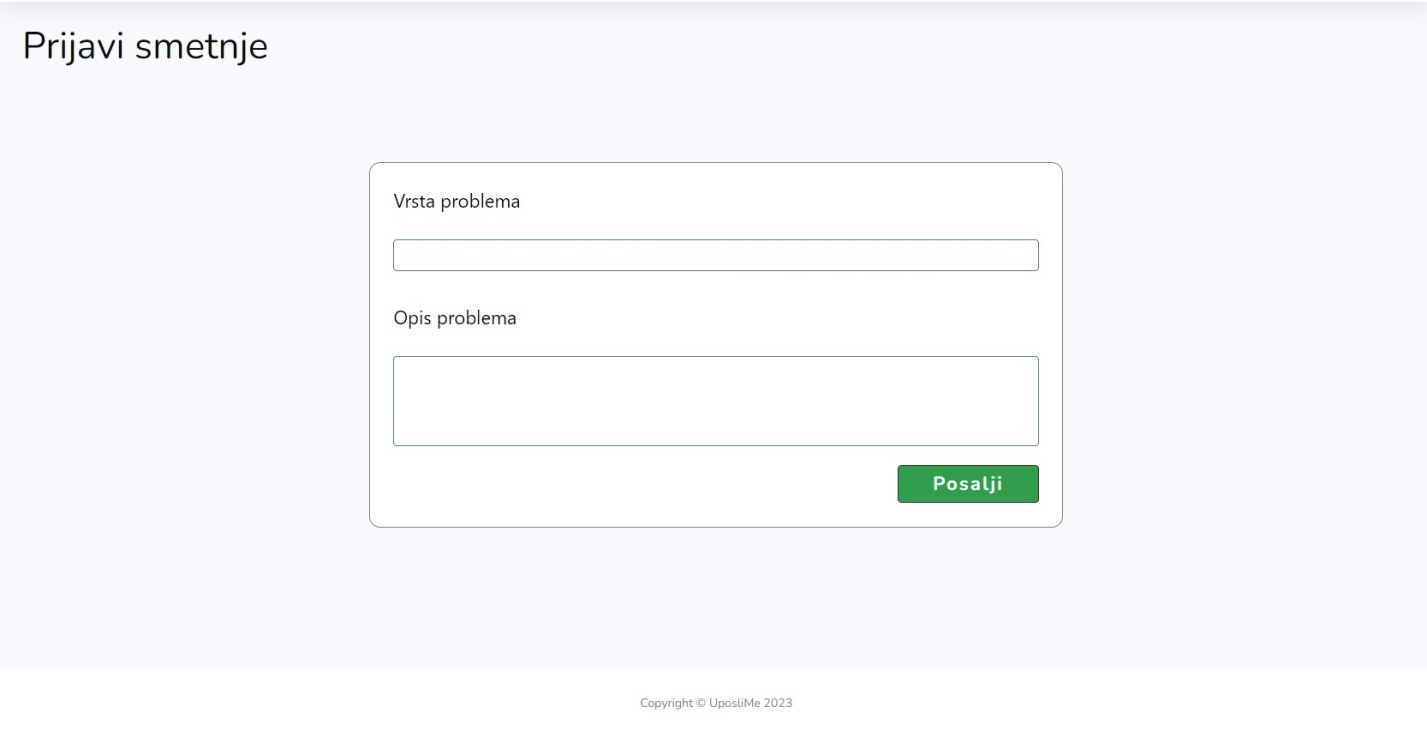 Prijavi smetnje
Vrsta problema
Opis problema
Posalji
Copyright © UposliMe 2023